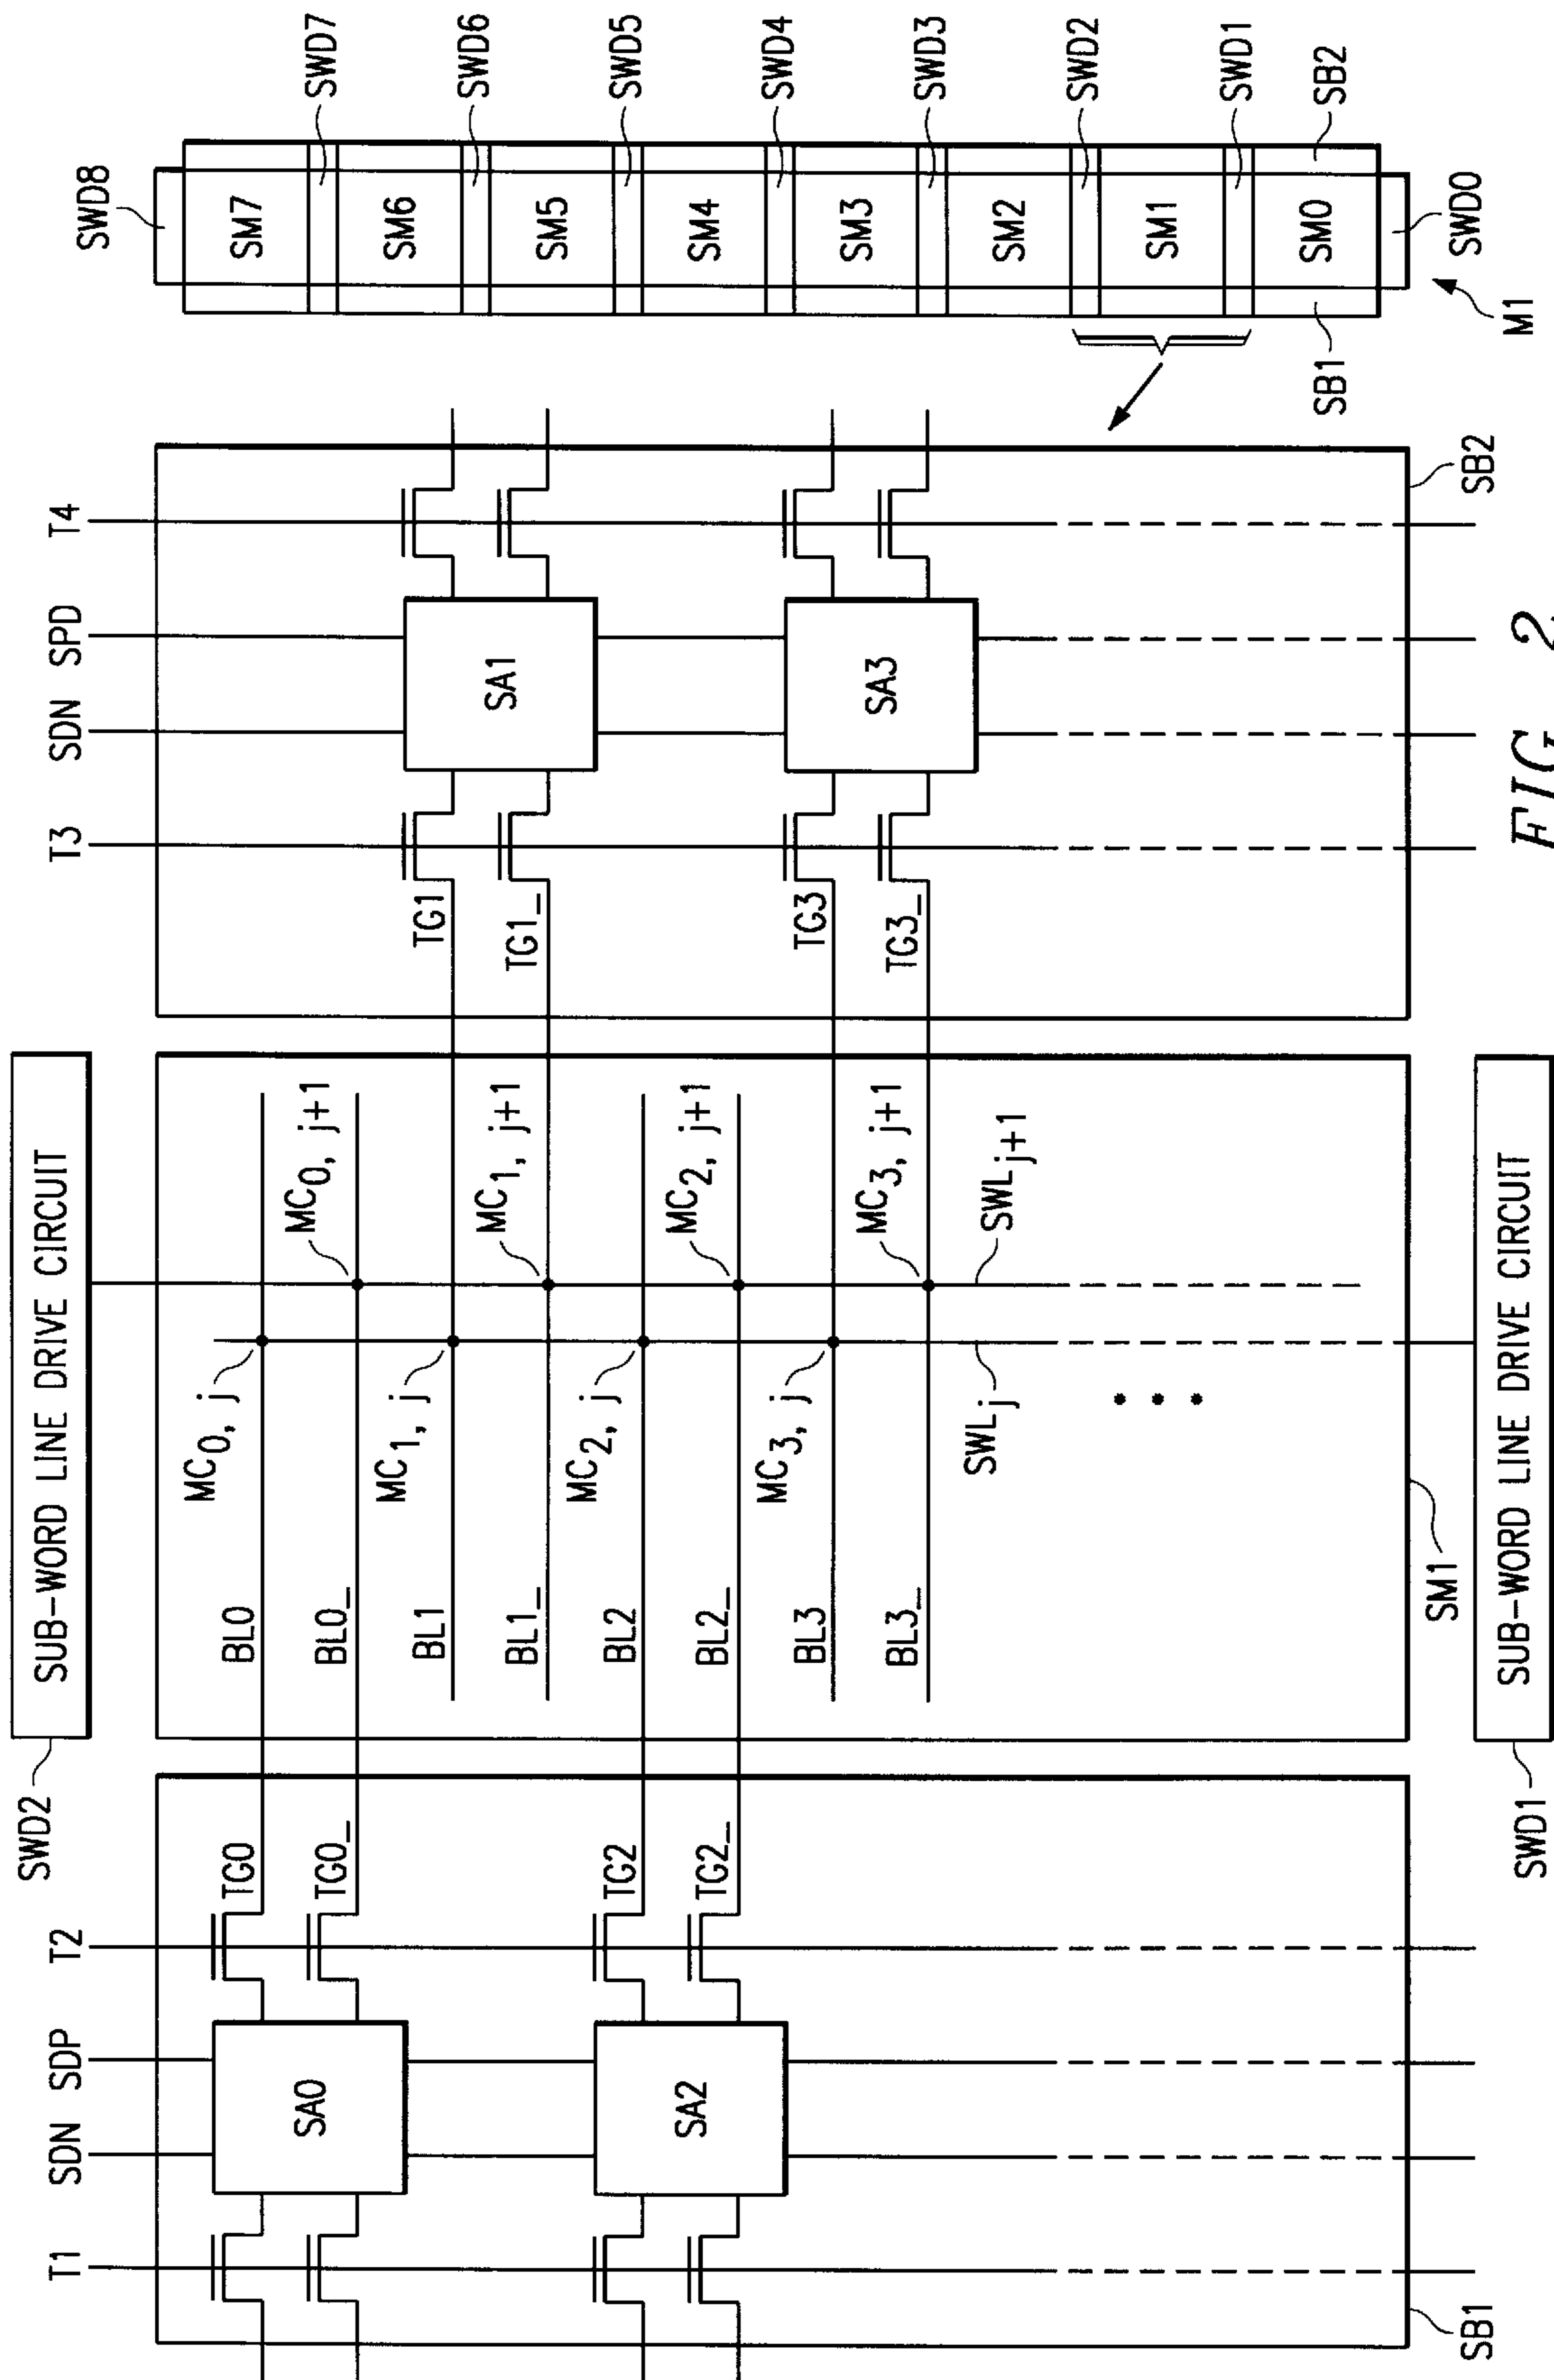 SWD2
SUB-WORD LINE DRIVE CIRCUIT
T1
SDN
SDP
T2
T3
SDN
SPD
T4
SWD8
SWD7
SWD6
SWD5
SWD4
SWD3
SWD2
SWD1
SB2
SM7
SM6
SM5
SM4
SM3
SM2
SM1
SM0
SWD0
SB1
M1
TG0
BL0
MC0, j
SA0
TG0_
BL0_
MC0, j+1
BL1
MC1, j
TG1
SA1
BL1_
MC1, j+1
TG1_
TG2
BL2
MC2, j
SA2
TG2_
BL2_
MC2, j+1
BL3
MC3, j
TG3
SA3
BL3_
MC3, j+1
TG3_
SWLj
SWLj+1
SB1
SM1
SB2
SWD1
SUB-WORD LINE DRIVE CIRCUIT
FIG. 2